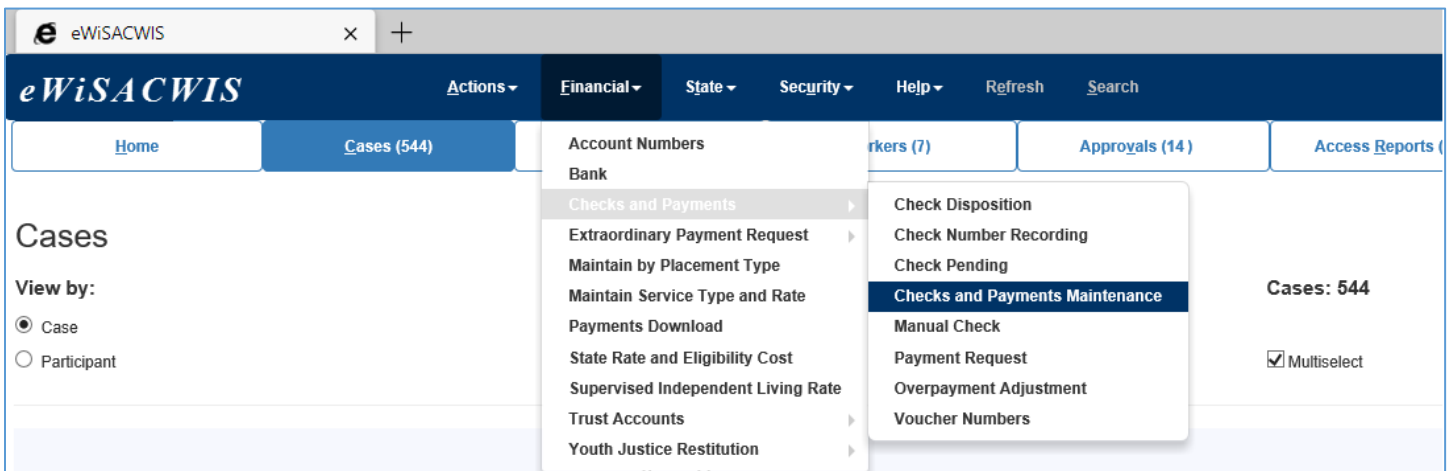 eWiSACWIS
eWiSACWIS Actions Financial State Security Help Refresh Search
Home Cases (544) rkers (7) Approvals (14) Access Reports (
Account Numbers
Bank
Checks and Payments
Extraordinary Payment Request
Maintain by Placement Type
Maintain Service Type and Rate
Payments Download
State Rate and Eligibility Cost
Supervised Independent Living Rate
Trust Accounts
Youth Justice Restitution
Check Disposition
Check Number Recording
Check Pending
Checks and Payments Maintenance
Manual Check
Payment Request
Overpayment Adjustment
Voucher Numbers
Cases
View by:
Case
Participant
Cases: 544
Multiselect